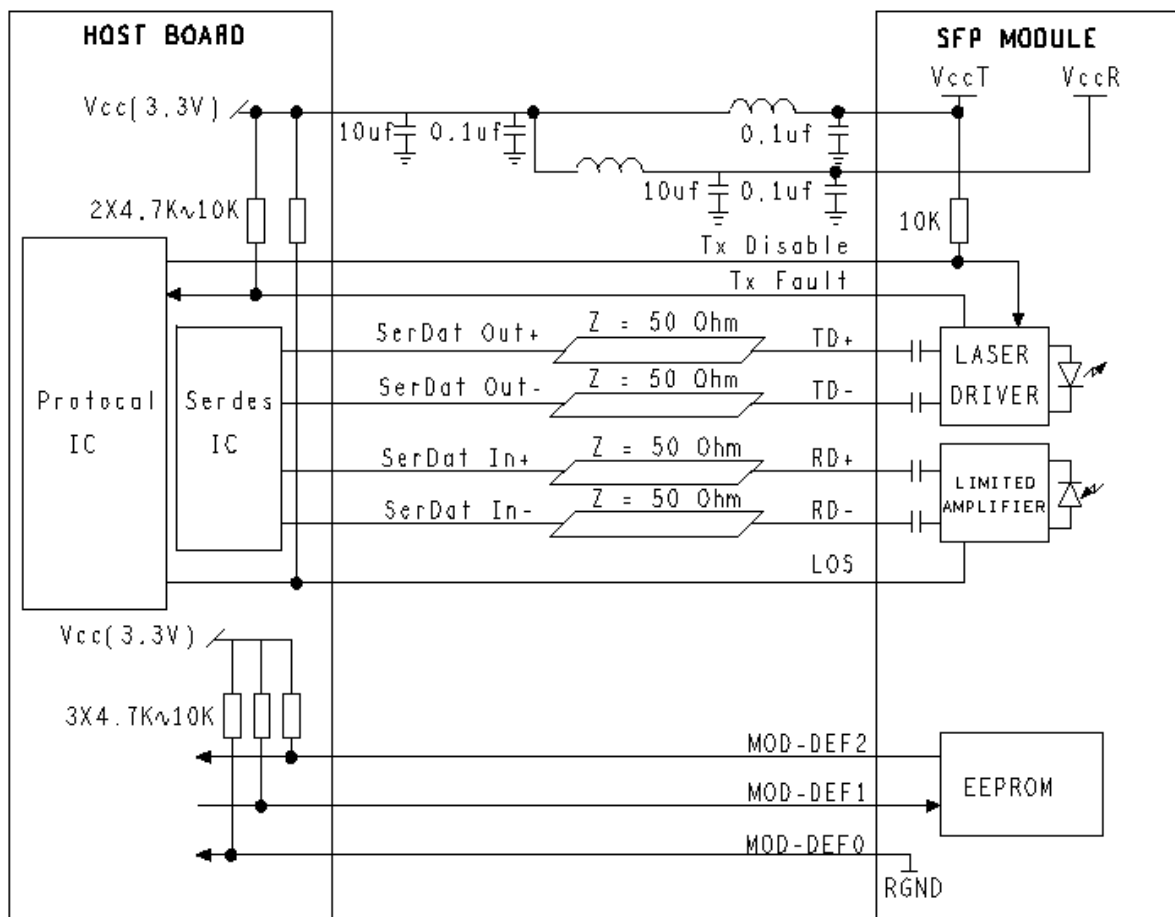 HOST BOARD
SFP MODULE
VccT
VccR
Vcc(3.3V)
10uf
0.1uf
0.1uf
10uf
0.1uf
2X4.7K∿10K
10K
Tx Disable
Tx Fault
Z = 50 Ohm
SerDat Out+
TD+
LASER
DRIVER
Z = 50 Ohm
SerDat Out-
TD-
Protocal
IC
Serdes
IC
Z = 50 Ohm
SerDat In+
RD+
LIMITED
AMPLIFIER
Z = 50 Ohm
SerDat In-
RD-
LOS
Vcc(3.3V)
3X4.7K∿10K
MOD-DEF2
EEPROM
MOD-DEF1
MOD-DEF0
RGND